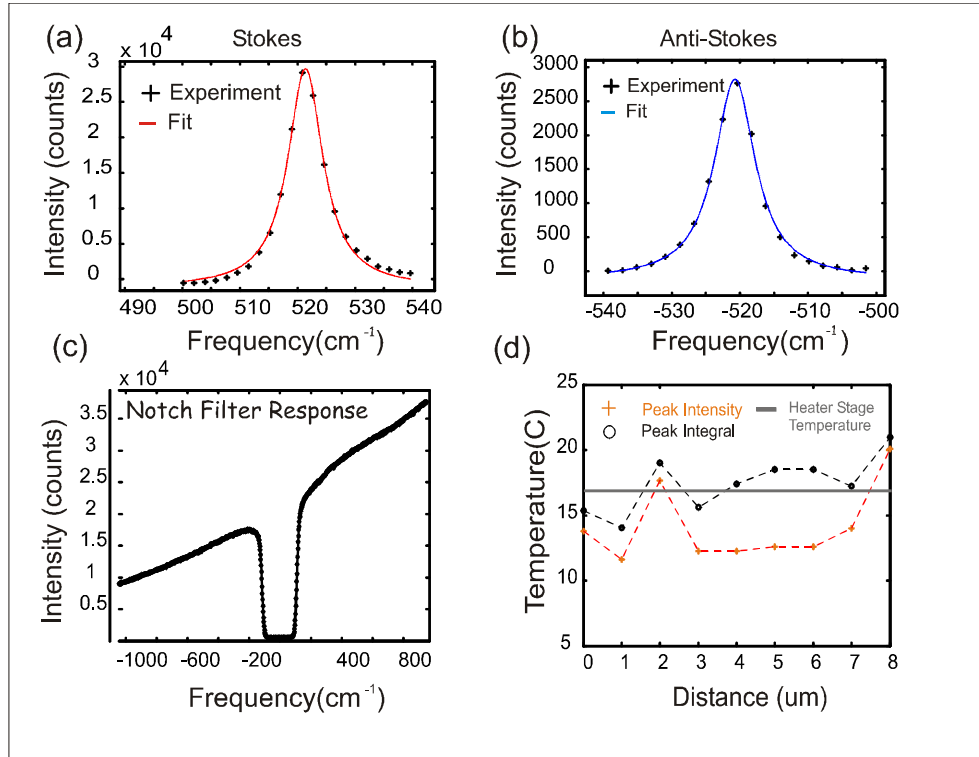 (a) Stokes
x 10⁴
3
2.5
2
1.5
1
0.5
0
Intensity (counts)
Experiment
Fit
490 500 510 520 530 540
Frequency(cm⁻¹)
(b) Anti-Stokes
3000
2500
2000
1500
1000
500
0
Intensity (counts)
Experiment
Fit
-540 -530 -520 -510 -500
Frequency(cm⁻¹)
(c)
x 10⁴
Notch Filter Response
3.5
3
2.5
2
1.5
1
0.5
Intensity (counts)
-1000 -600 -200 400 800
Frequency(cm⁻¹)
(d)
25
20
15
10
5
Temperature(C)
Peak Intensity
Peak Integral
Heater Stage
Temperature
0 1 2 3 4 5 6 7 8
Distance (um)